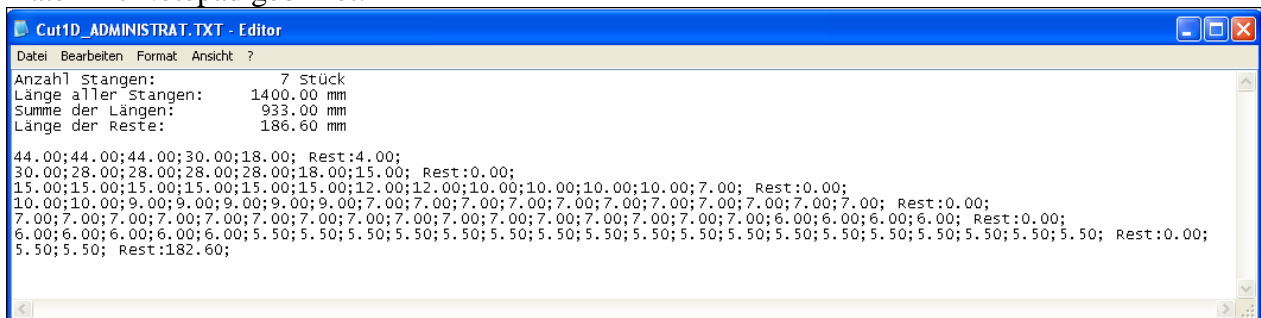 Cut1D_ADMINISTRAT.TXT - Editor
Datei Bearbeiten Format Ansicht ?
Anzahl Stangen: 7 Stück
Länge aller Stangen: 1400.00 mm
Summe der Längen: 933.00 mm
Länge der Reste: 186.60 mm
44.00;44.00;44.00;30.00;18.00; Rest:4.00;
30.00;28.00;28.00;28.00;28.00;18.00;15.00; Rest:0.00;
15.00;15.00;15.00;15.00;15.00;15.00;12.00;12.00;10.00;10.00;10.00;10.00;7.00; Rest:0.00;
10.00;10.00;9.00;9.00;9.00;9.00;9.00;7.00;7.00;7.00;7.00;7.00;7.00;7.00;7.00;7.00;7.00;7.00; Rest:0.00;
7.00;7.00;7.00;7.00;7.00;7.00;7.00;7.00;7.00;7.00;7.00;7.00;7.00;7.00;7.00;7.00;6.00;6.00;6.00;6.00; Rest:0.00;
6.00;6.00;6.00;6.00;6.00;5.50;5.50;5.50;5.50;5.50;5.50;5.50;5.50;5.50;5.50;5.50;5.50;5.50;5.50;5.50;5.50;5.50;5.50; Rest:0.00;
5.50;5.50; Rest:182.60;